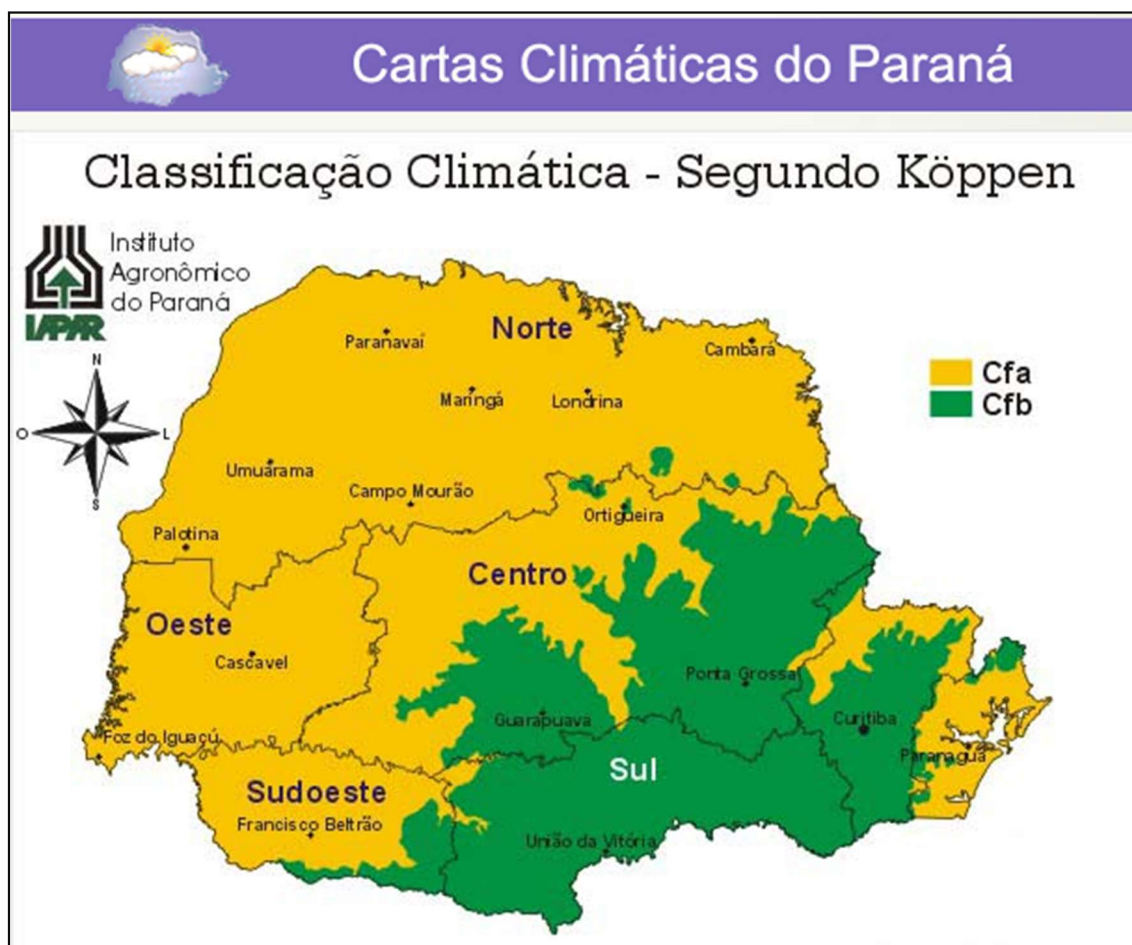 Cartas Climáticas do Paraná
Classificação Climática - Segundo Köppen
Instituto
Agronômico
do Paraná
IAPAR
N
O
L
S
Norte
Paranavaí
Cambará
Cfa
Cfb
Maringá
Londrina
Umuarama
Campo Mourão
Ortigueira
Palotina
Centro
Oeste
Cascavel
Ponta Grossa
Guarapuava
Curitiba
Foz do Iguaçú
Paranaguá
Sul
Sudoeste
Francisco Beltrão
União da Vitória